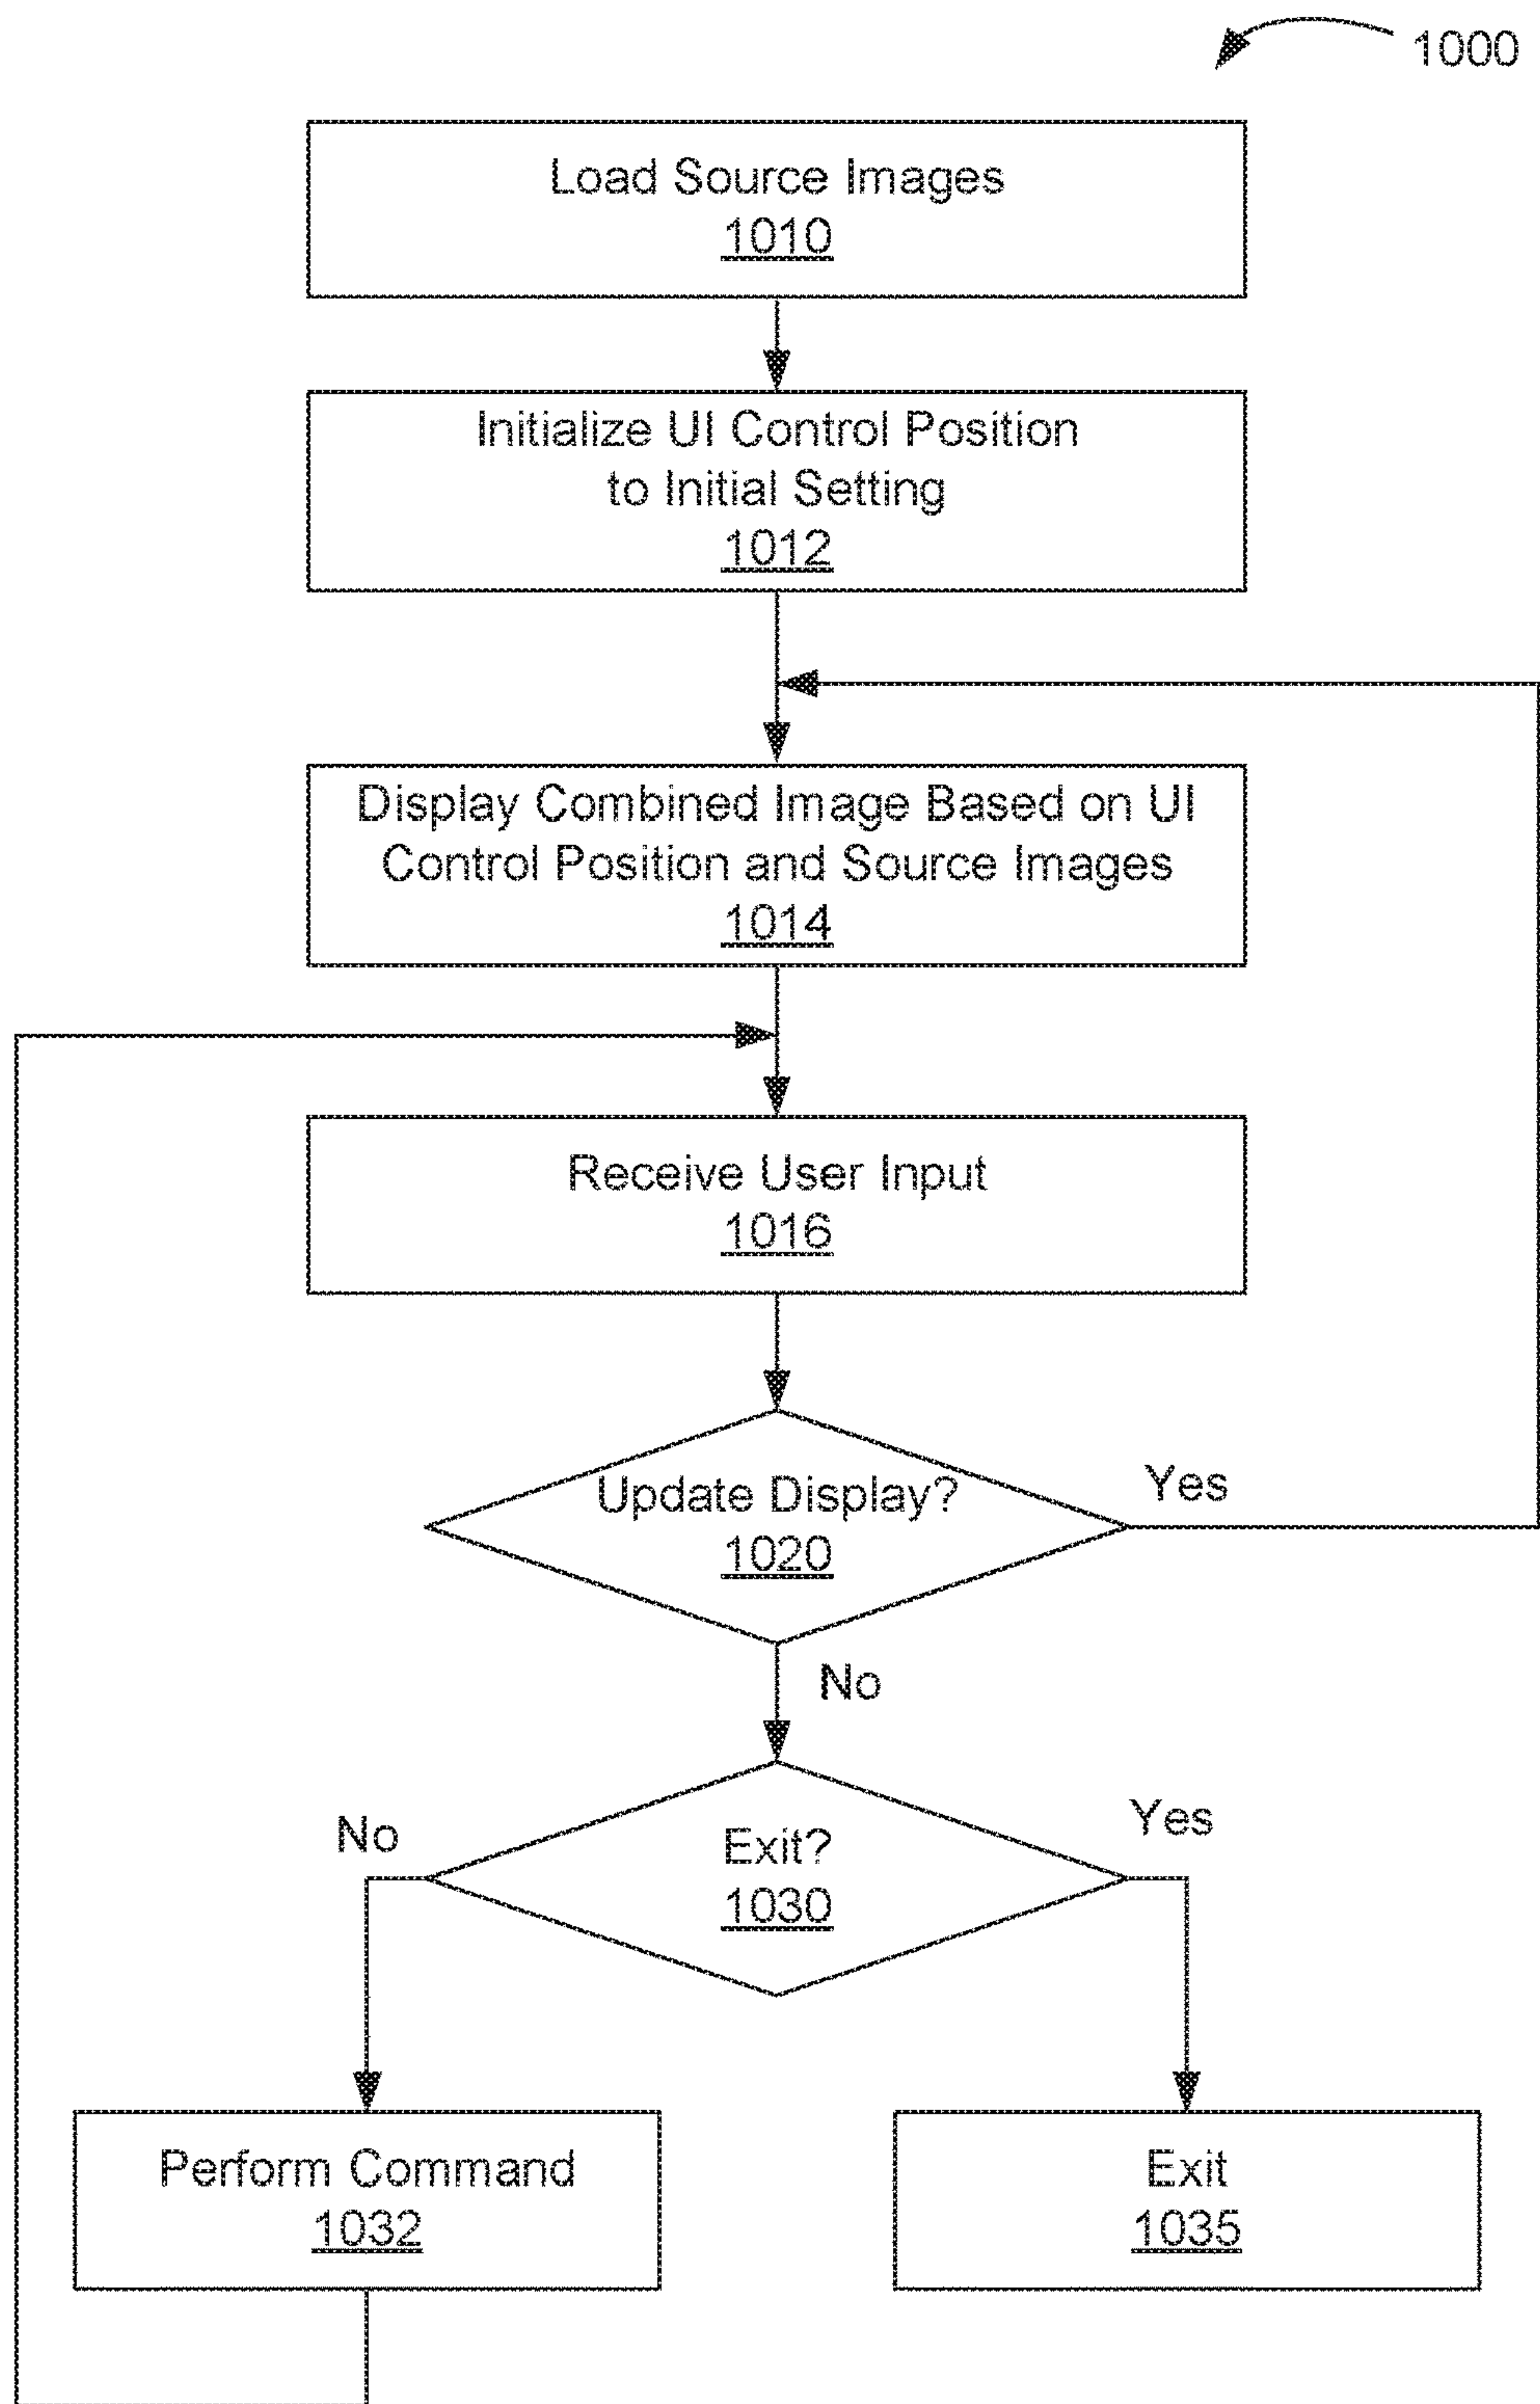 1000
Load Source Images
1010
Initialize UI Control Position
to Initial Setting
1012
Display Combined Image Based on UI
Control Position and Source Images
1014
Receive User Input
1016
Update Display?
1020
Yes
No
Exit?
1030
No
Yes
Perform Command
1032
Exit
1035